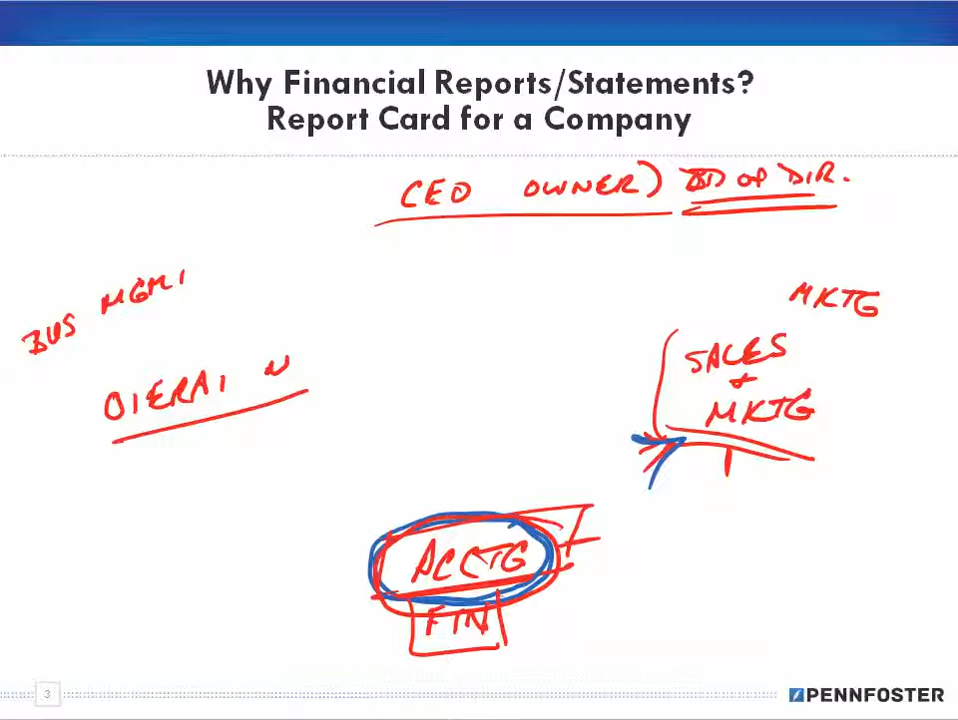 Why Financial Reports/Statements?
Report Card for a Company
CEO OWNER) BD OF DIR.
BUS MGMT
MKTG
SALES
+
MKTG
ACCTG
FIN
3
PENNFOSTER